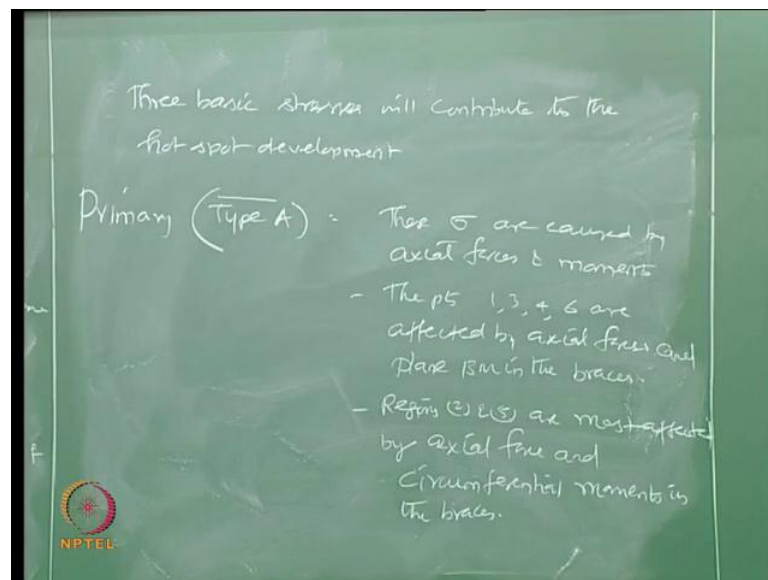 Three basic stresses will contribute to the
hot spot development
Primary (Type A) : These σ are caused by
axial forces & moments
- The pts 1, 3, 4, 6 are
affected by axial forces and
plane BM in the braces.
- Regions (2) & (5) are most affected
by axial force and
circumferential moments in
the braces.
NPTEL